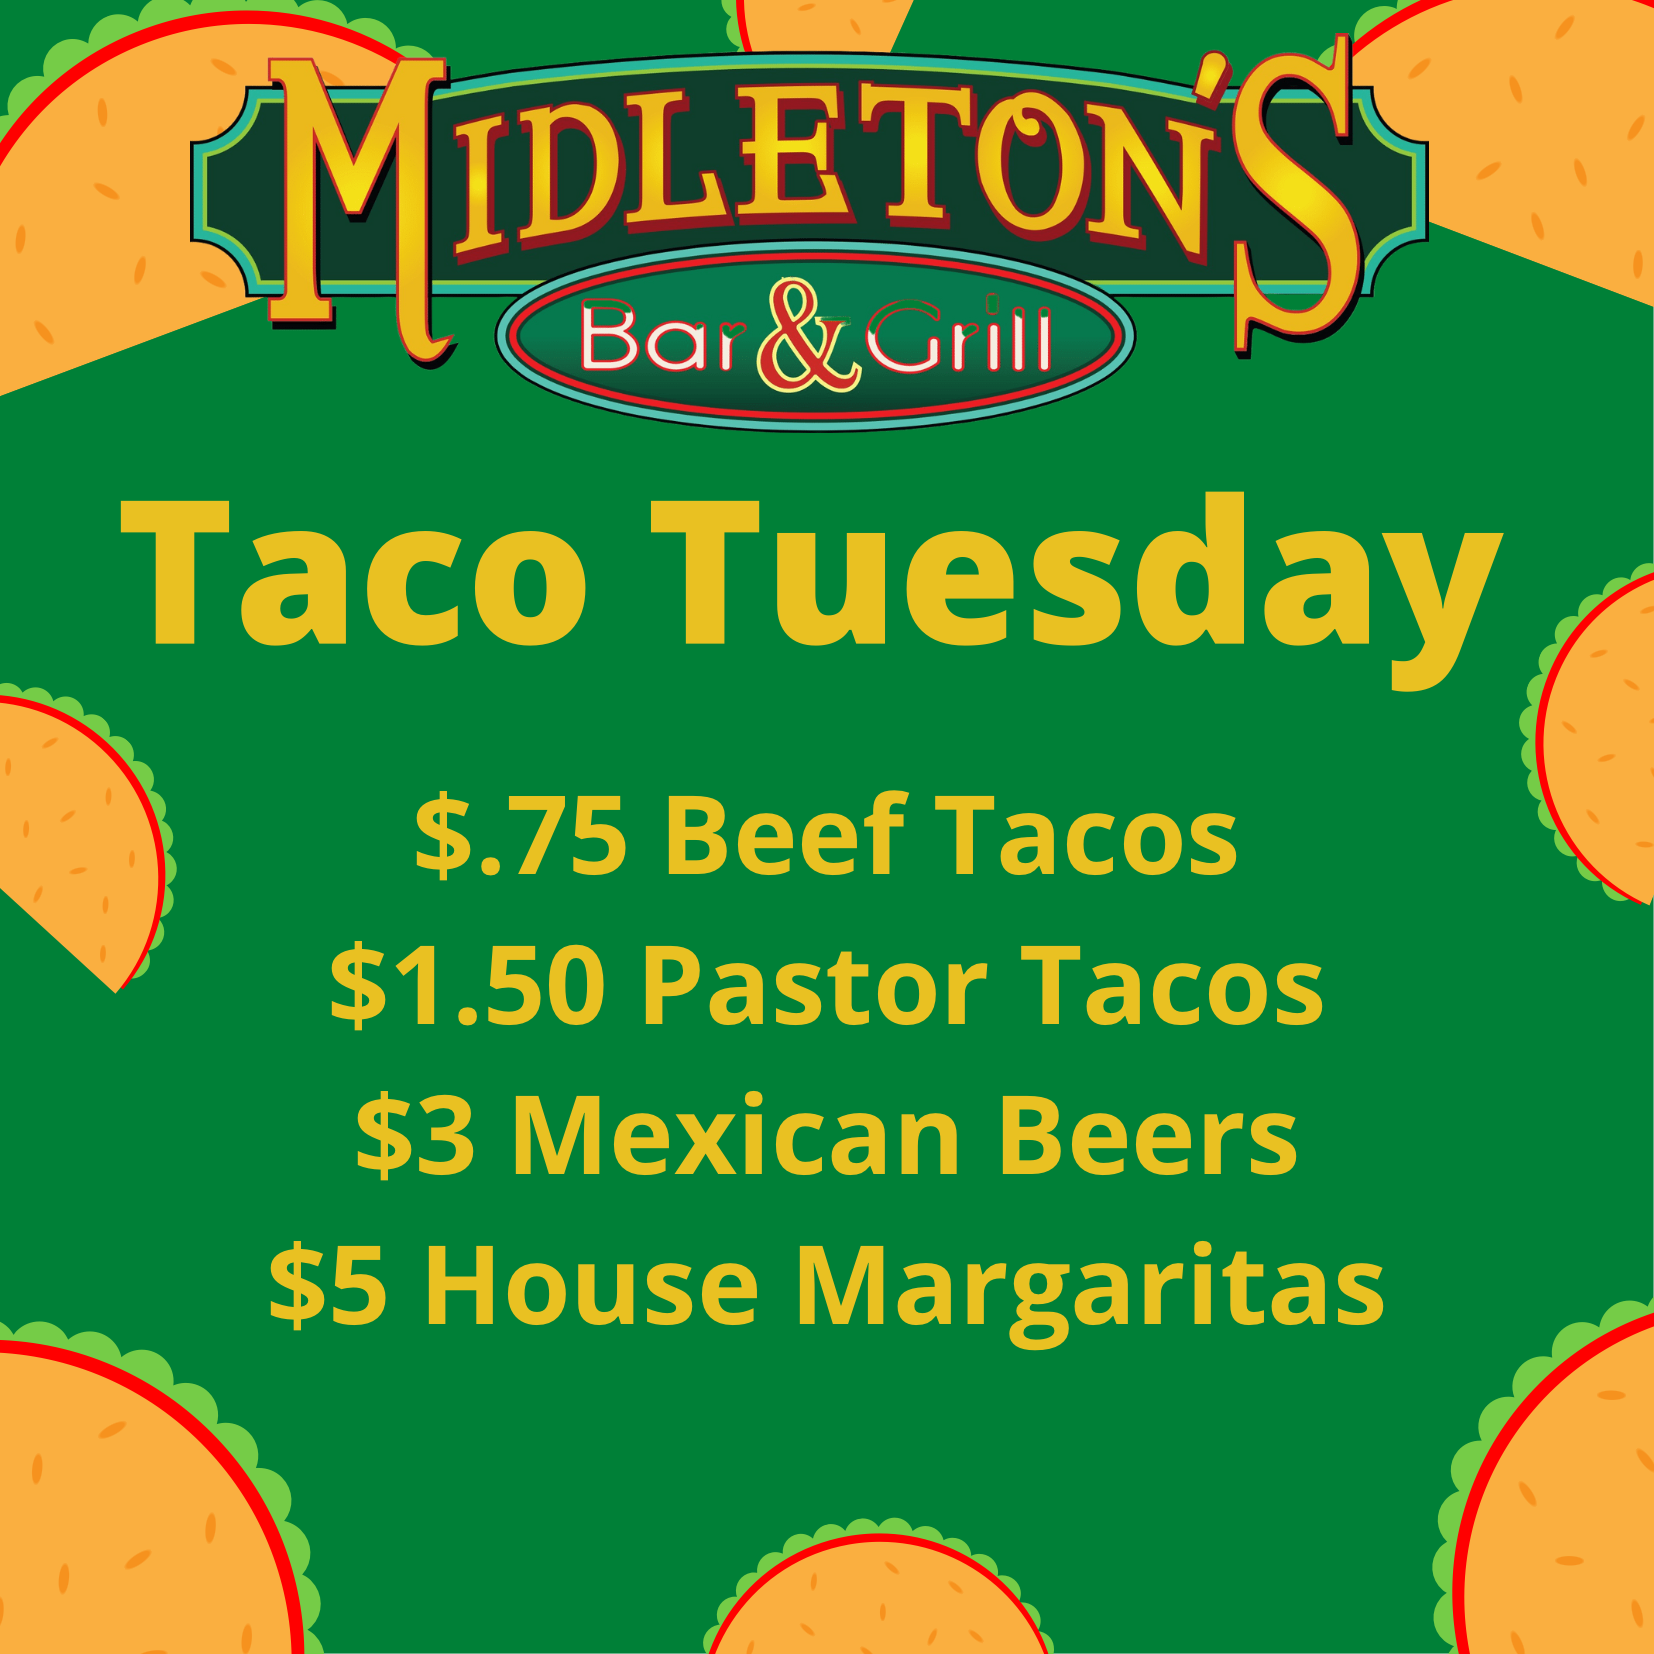 MIDLETON'S
Bar & Grill
Taco Tuesday
$.75 Beef Tacos
$1.50 Pastor Tacos
$3 Mexican Beers
$5 House Margaritas